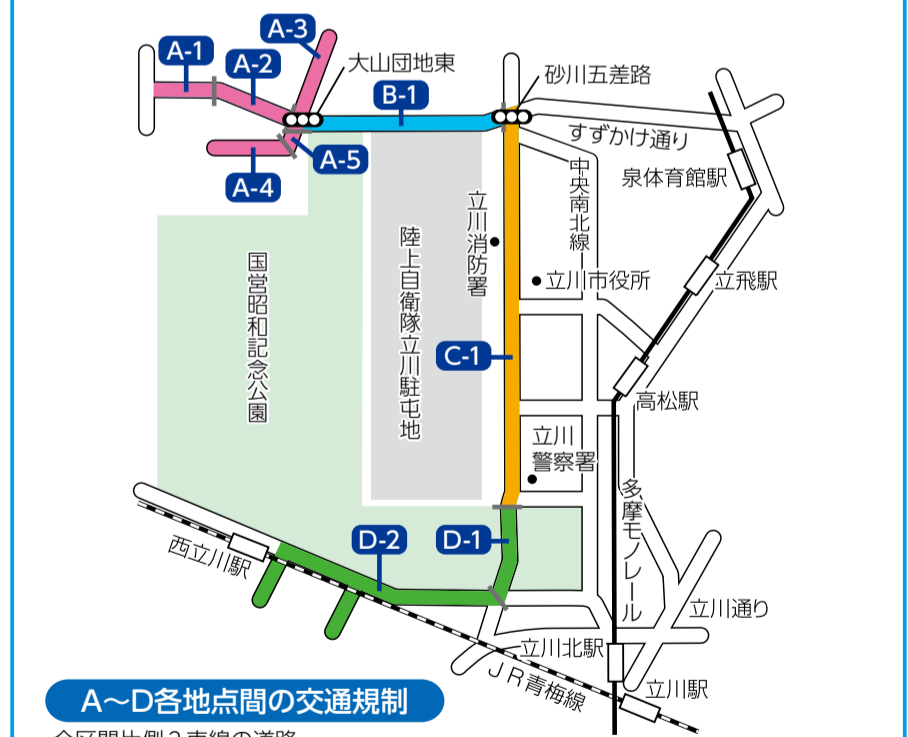 A-3
A-1
A-2
大山団地東
砂川五差路
B-1
すずかけ通り
A-5
A-4
中央南北線
泉体育館駅
立川消防署
陸上自衛隊立川駐屯地
国営昭和記念公園
立川市役所
立飛駅
C-1
高松駅
立川
警察署
多摩モノレール
D-2
D-1
西立川駅
立川通り
立川北駅
JR青梅線
立川駅
A～D各地点間の交通規制